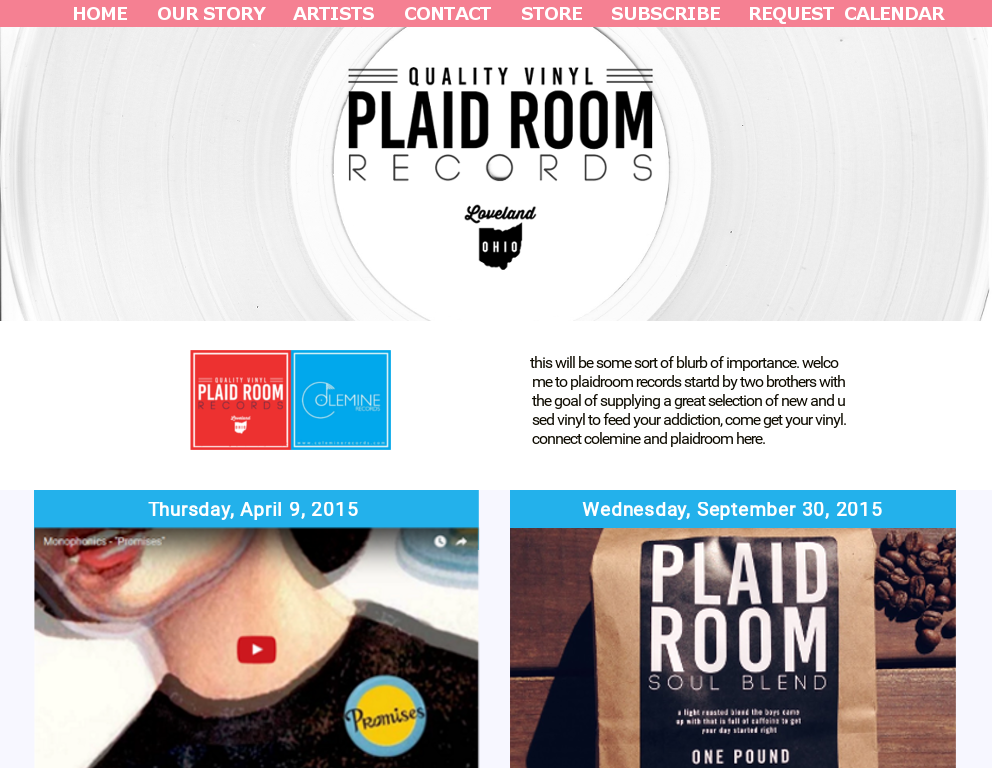 HOME OUR STORY ARTISTS CONTACT STORE SUBSCRIBE REQUEST CALENDAR
QUALITY VINYL
PLAID ROOM
RECORDS
Loveland
OHIO
QUALITY VINYL
PLAID ROOM
RECORDS
Loveland
OHIO
COLEMINE
RECORDS
www.coleminerecords.com
this will be some sort of blurb of importance. welco
me to plaidroom records startd by two brothers with
the goal of supplying a great selection of new and u
sed vinyl to feed your addiction, come get your vinyl.
connect colemine and plaidroom here.
Thursday, April 9, 2015
Monophonics - "Promises"
Promises
Wednesday, September 30, 2015
PLAID
ROOM
SOUL BLEND
a light roasted blend the boys came
up with that is full of caffeine to get
your day started right
ONE POUND